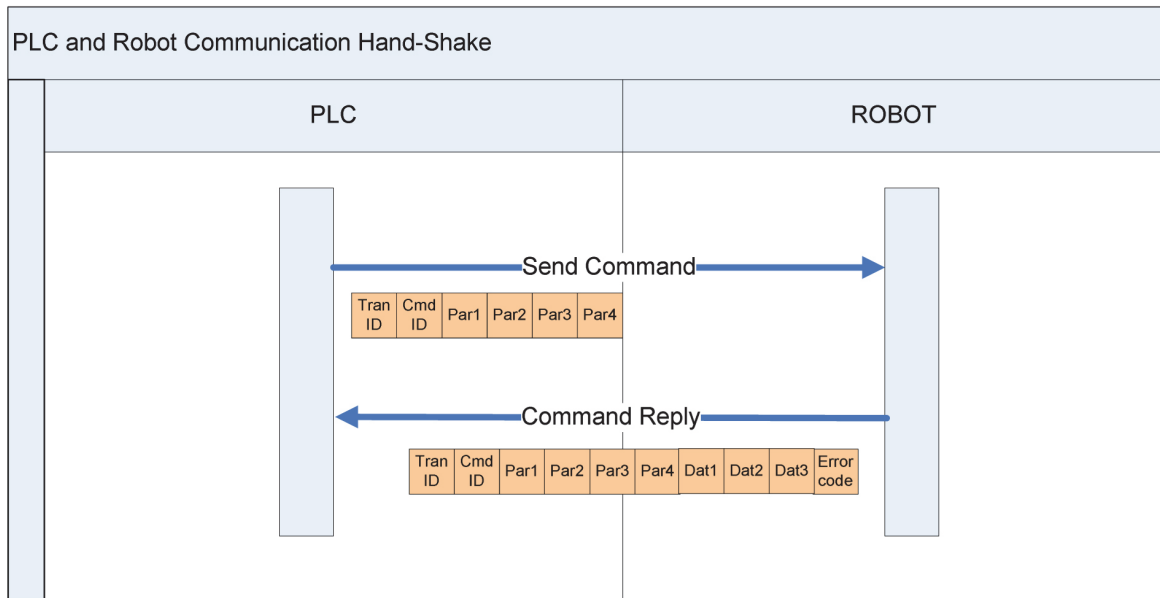 PLC and Robot Communication Hand-Shake
PLC
ROBOT
Send Command
Tran ID
Cmd ID
Par1
Par2
Par3
Par4
Command Reply
Tran ID
Cmd ID
Par1
Par2
Par3
Par4
Dat1
Dat2
Dat3
Error code